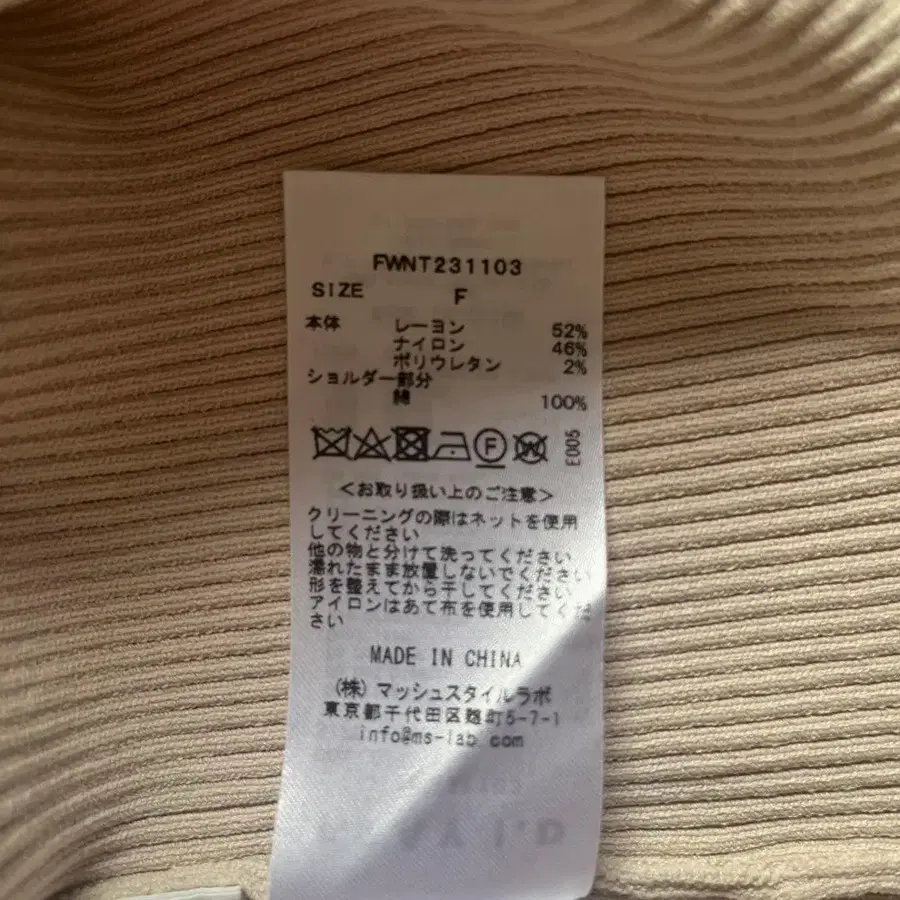 FWNT231103
SIZE F
本体 レーヨン 52%
ナイロン 46%
ポリウレタン 2%
ショルダー部分
綿 100%
F E006
＜お取り扱い上のご注意＞
クリーニングの際はネットを使用
してください
他の物と分けて洗ってください
濡れたまま放置しないでください
形を整えてから干してください
アイロンはあて布を使用してくだ
さい
MADE IN CHINA
(株) マッシュスタイルラボ
東京都千代田区麹町5-7-1
info@ms-lab.com